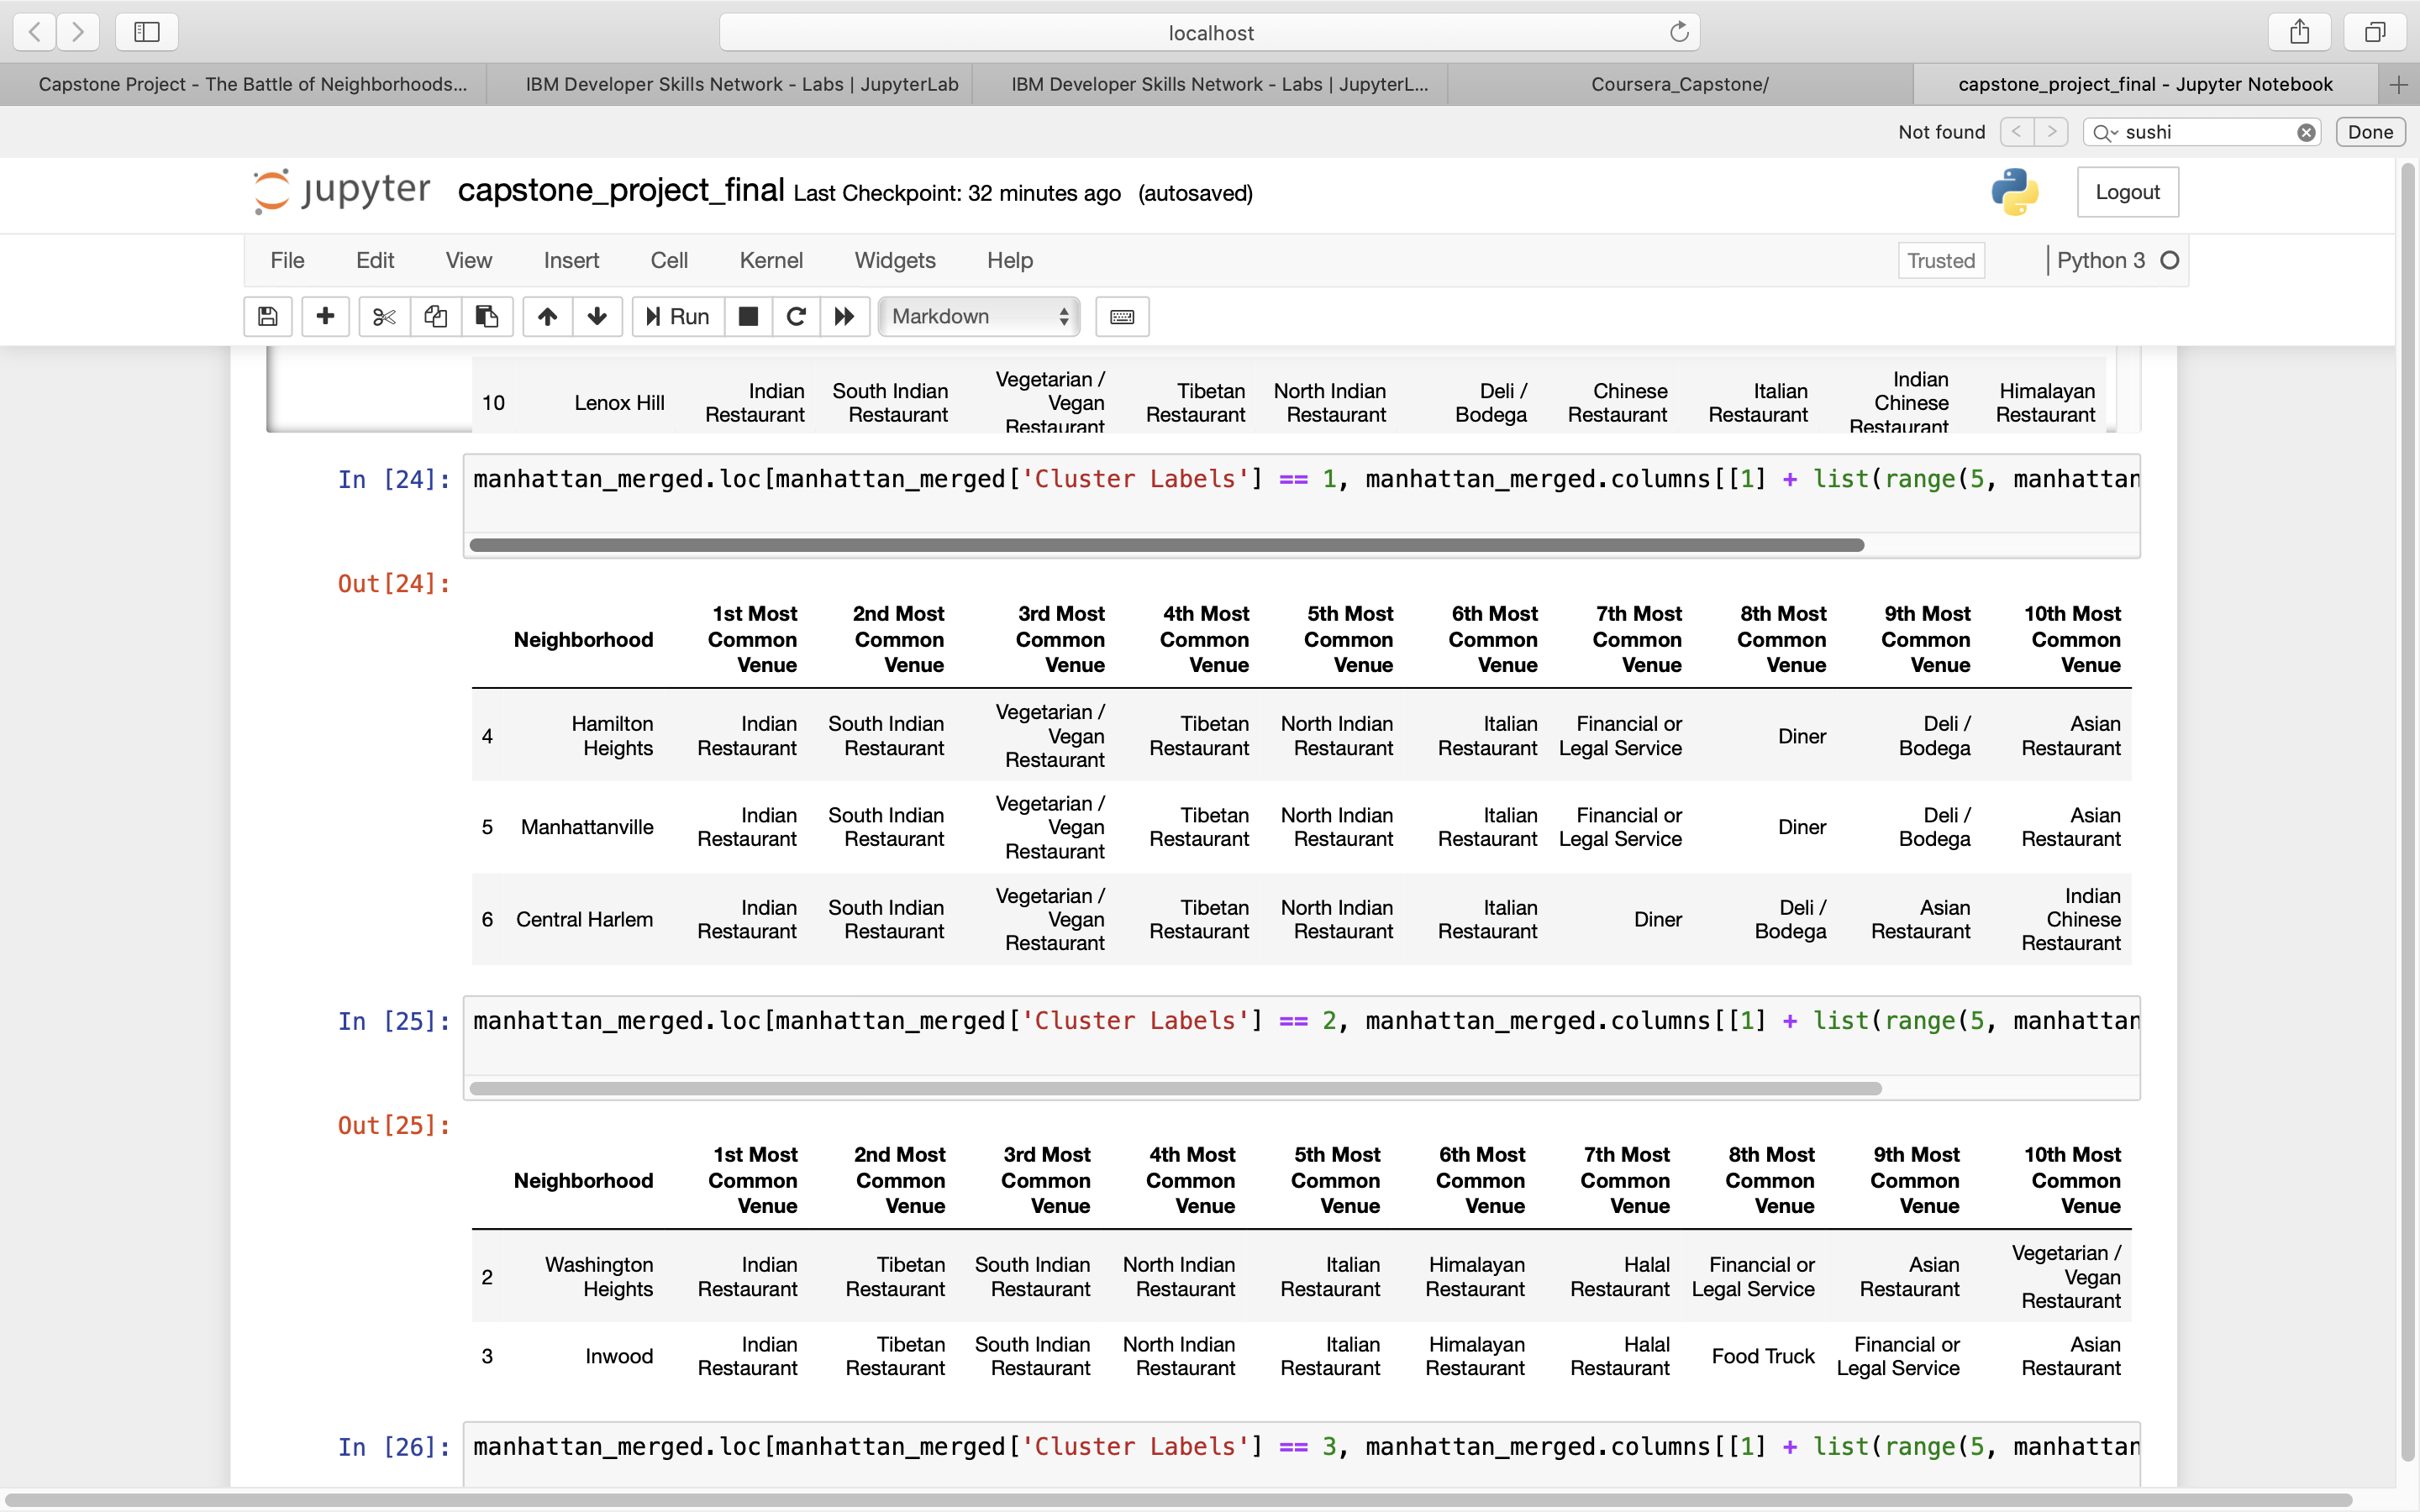 localhost
Capstone Project - The Battle of Neighborhoods...
IBM Developer Skills Network - Labs | JupyterLab
IBM Developer Skills Network - Labs | JupyterL...
Coursera_Capstone/
capstone_project_final - Jupyter Notebook
Not found
sushi
Done
jupyter
capstone_project_final Last Checkpoint: 32 minutes ago (autosaved)
Logout
File Edit View Insert Cell Kernel Widgets Help
Trusted
Python 3
Run
Markdown
10 Lenox Hill Indian Restaurant South Indian Restaurant Vegetarian / Vegan Restaurant Tibetan Restaurant North Indian Restaurant Deli / Bodega Chinese Restaurant Italian Restaurant Indian Chinese Restaurant Himalayan Restaurant
In [24]: manhattan_merged.loc[manhattan_merged['Cluster Labels'] == 1, manhattan_merged.columns[[1] + list(range(5, manhattan
Out[24]:
Neighborhood 1st Most Common Venue 2nd Most Common Venue 3rd Most Common Venue 4th Most Common Venue 5th Most Common Venue 6th Most Common Venue 7th Most Common Venue 8th Most Common Venue 9th Most Common Venue 10th Most Common Venue
4 Hamilton Heights Indian Restaurant South Indian Restaurant Vegetarian / Vegan Restaurant Tibetan Restaurant North Indian Restaurant Italian Restaurant Financial or Legal Service Diner Deli / Bodega Asian Restaurant
5 Manhattanville Indian Restaurant South Indian Restaurant Vegetarian / Vegan Restaurant Tibetan Restaurant North Indian Restaurant Italian Restaurant Financial or Legal Service Diner Deli / Bodega Asian Restaurant
6 Central Harlem Indian Restaurant South Indian Restaurant Vegetarian / Vegan Restaurant Tibetan Restaurant North Indian Restaurant Italian Restaurant Diner Deli / Bodega Asian Restaurant Indian Chinese Restaurant
In [25]: manhattan_merged.loc[manhattan_merged['Cluster Labels'] == 2, manhattan_merged.columns[[1] + list(range(5, manhattan
Out[25]:
Neighborhood 1st Most Common Venue 2nd Most Common Venue 3rd Most Common Venue 4th Most Common Venue 5th Most Common Venue 6th Most Common Venue 7th Most Common Venue 8th Most Common Venue 9th Most Common Venue 10th Most Common Venue
2 Washington Heights Indian Restaurant Tibetan Restaurant South Indian Restaurant North Indian Restaurant Italian Restaurant Himalayan Restaurant Halal Restaurant Financial or Legal Service Asian Restaurant Vegetarian / Vegan Restaurant
3 Inwood Indian Restaurant Tibetan Restaurant South Indian Restaurant North Indian Restaurant Italian Restaurant Himalayan Restaurant Halal Restaurant Food Truck Financial or Legal Service Asian Restaurant
In [26]: manhattan_merged.loc[manhattan_merged['Cluster Labels'] == 3, manhattan_merged.columns[[1] + list(range(5, manhattan